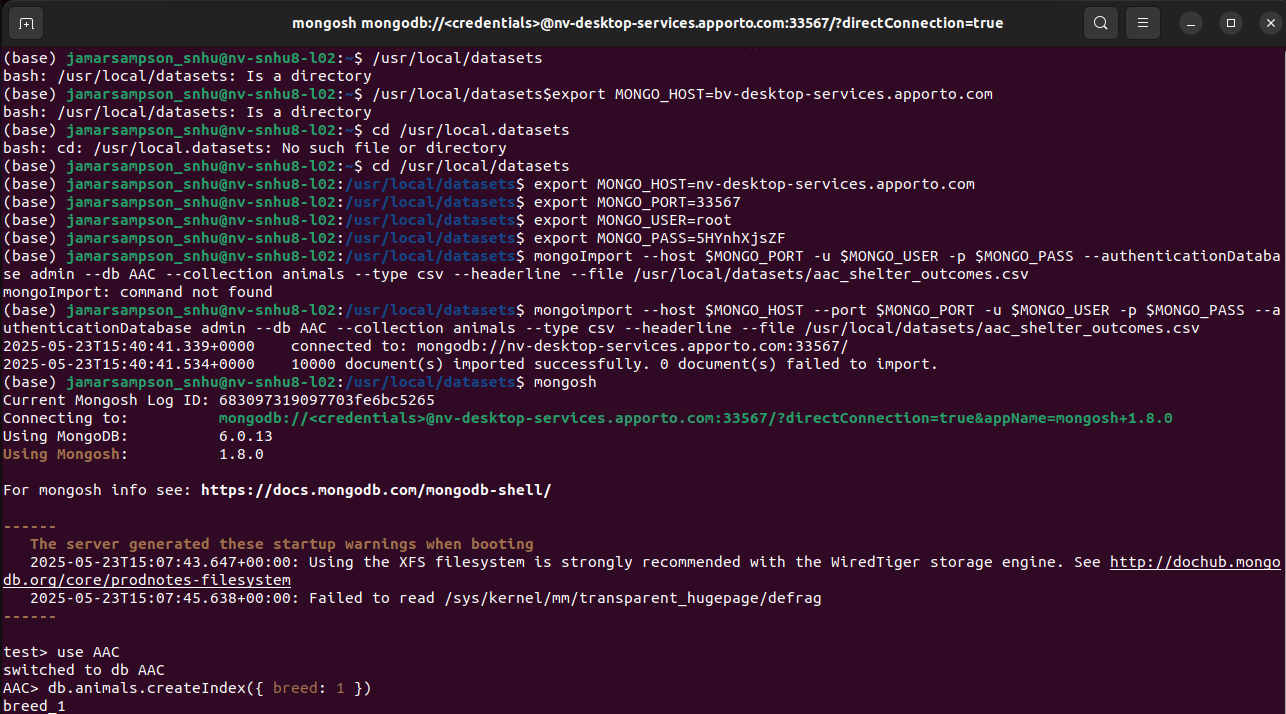 mongosh mongodb://<credentials>@nv-desktop-services.apporto.com:33567/?directConnection=true
(base) jamarsampson_snhu@nv-snhu8-l02:~$ /usr/local/datasets
bash: /usr/local/datasets: Is a directory
(base) jamarsampson_snhu@nv-snhu8-l02:~$ /usr/local/datasets$export MONGO_HOST=bv-desktop-services.apporto.com
bash: /usr/local/datasets: Is a directory
(base) jamarsampson_snhu@nv-snhu8-l02:~$ cd /usr/local.datasets
bash: cd: /usr/local.datasets: No such file or directory
(base) jamarsampson_snhu@nv-snhu8-l02:~$ cd /usr/local/datasets
(base) jamarsampson_snhu@nv-snhu8-l02:/usr/local/datasets$ export MONGO_HOST=nv-desktop-services.apporto.com
(base) jamarsampson_snhu@nv-snhu8-l02:/usr/local/datasets$ export MONGO_PORT=33567
(base) jamarsampson_snhu@nv-snhu8-l02:/usr/local/datasets$ export MONGO_USER=root
(base) jamarsampson_snhu@nv-snhu8-l02:/usr/local/datasets$ export MONGO_PASS=5HYnhXjsZF
(base) jamarsampson_snhu@nv-snhu8-l02:/usr/local/datasets$ mongoImport --host $MONGO_PORT -u $MONGO_USER -p $MONGO_PASS --authenticationDataba
se admin --db AAC --collection animals --type csv --headerline --file /usr/local/datasets/aac_shelter_outcomes.csv
mongoImport: command not found
(base) jamarsampson_snhu@nv-snhu8-l02:/usr/local/datasets$ mongoimport --host $MONGO_HOST --port $MONGO_PORT -u $MONGO_USER -p $MONGO_PASS --a
uthenticationDatabase admin --db AAC --collection animals --type csv --headerline --file /usr/local/datasets/aac_shelter_outcomes.csv
2025-05-23T15:40:41.339+0000    connected to: mongodb://nv-desktop-services.apporto.com:33567/
2025-05-23T15:40:41.534+0000    10000 document(s) imported successfully. 0 document(s) failed to import.
(base) jamarsampson_snhu@nv-snhu8-l02:/usr/local/datasets$ mongosh
Current Mongosh Log ID: 683097319097703fe6bc5265
Connecting to:          mongodb://<credentials>@nv-desktop-services.apporto.com:33567/?directConnection=true&appName=mongosh+1.8.0
Using MongoDB:          6.0.13
Using Mongosh:          1.8.0
For mongosh info see: https://docs.mongodb.com/mongodb-shell/
------
   The server generated these startup warnings when booting
   2025-05-23T15:07:43.647+00:00: Using the XFS filesystem is strongly recommended with the WiredTiger storage engine. See http://dochub.mongo
db.org/core/prodnotes-filesystem
   2025-05-23T15:07:45.638+00:00: Failed to read /sys/kernel/mm/transparent_hugepage/defrag
------
test> use AAC
switched to db AAC
AAC> db.animals.createIndex({ breed: 1 })
breed_1